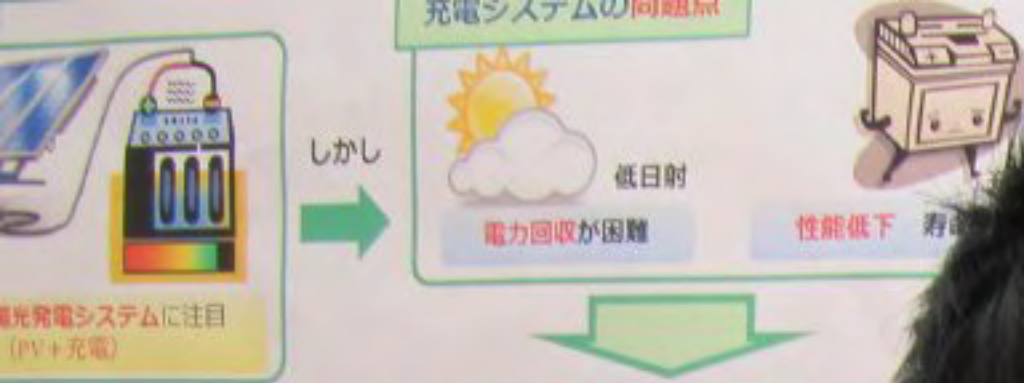 充電システムの問題点
しかし
低日射
電力回収が困難
性能低下
陽光発電システムに注目
(PV+充電)